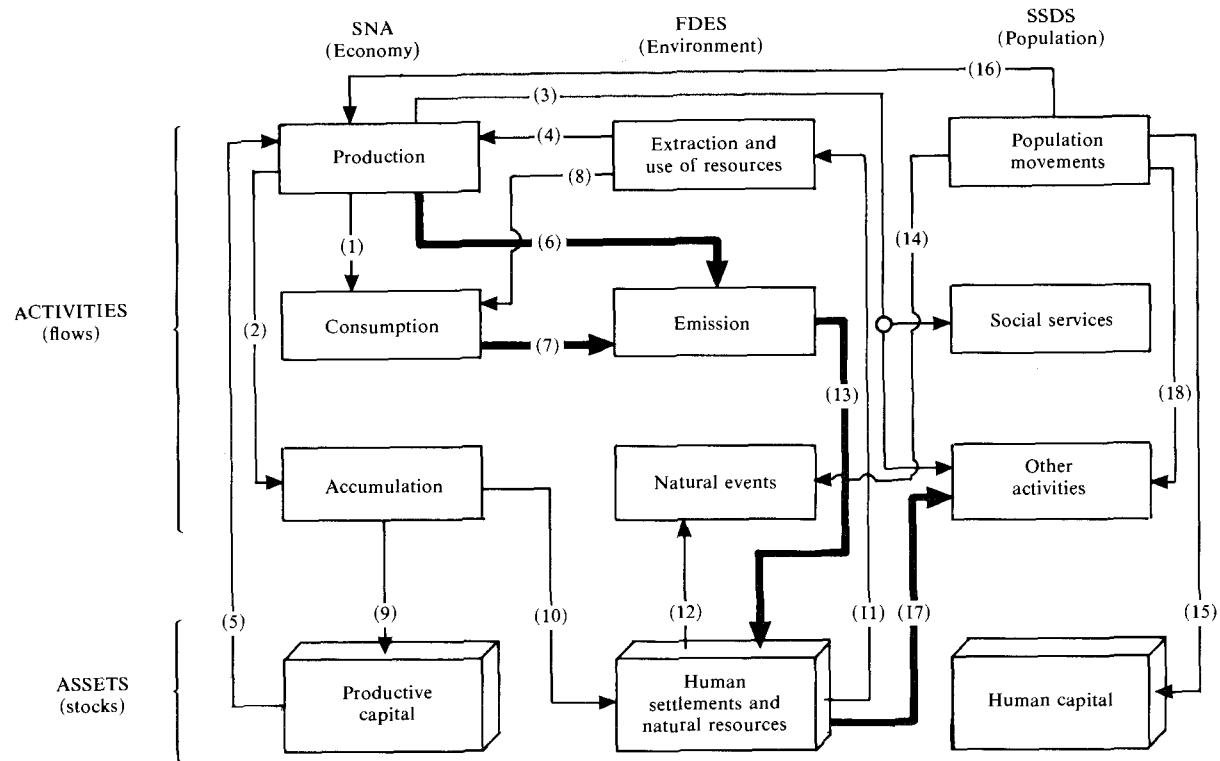 SNA
(Economy)
FDES
(Environment)
SSDS
(Population)
(16)
(3)
Production
(4)
Extraction and
use of resources
Population
movements
(8)
(1)
(6)
(14)
ACTIVITIES
(flows)
(2)
Consumption
(7)
Emission
Social services
(13)
(18)
Accumulation
Natural events
Other
activities
(5)
(9)
(10)
(12)
(11)
(17)
(15)
ASSETS
(stocks)
Productive
capital
Human
settlements and
natural resources
Human capital